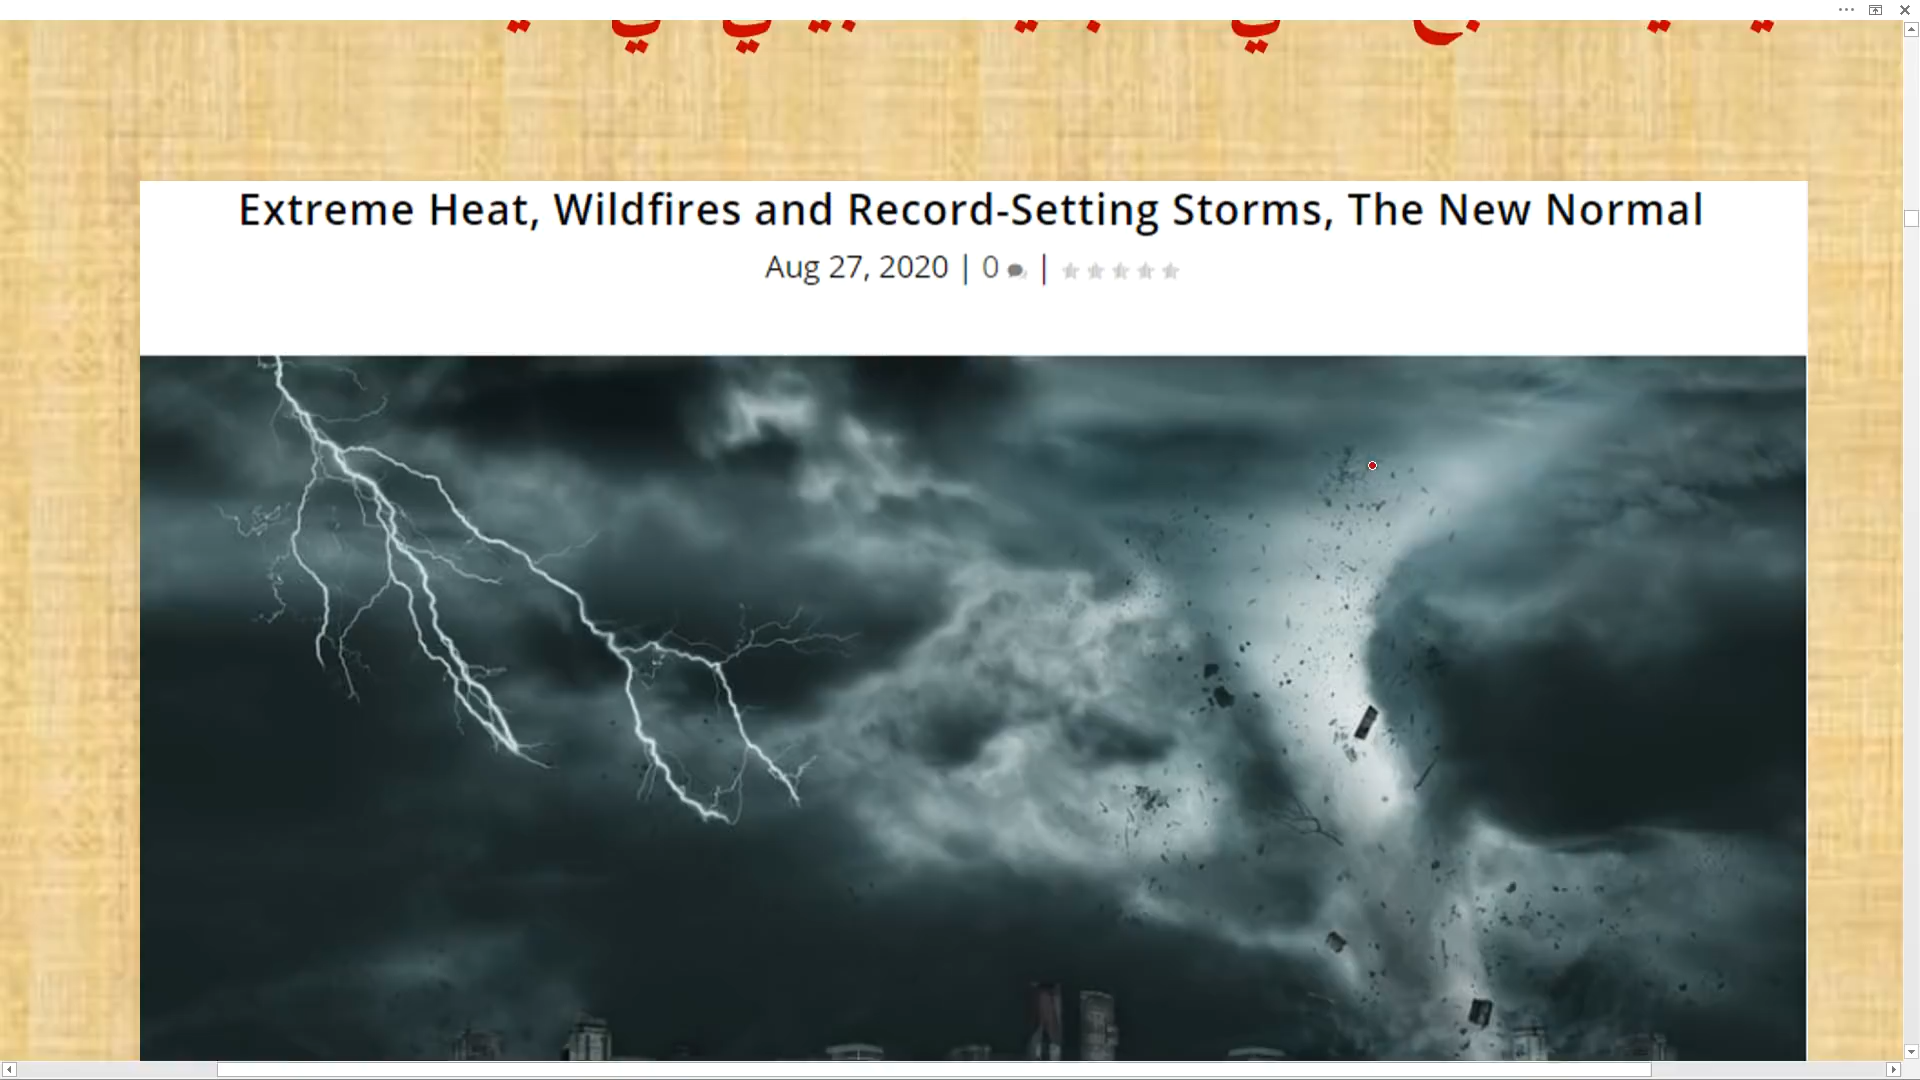 Extreme Heat, Wildfires and Record-Setting Storms, The New Normal
Aug 27, 2020 | 0 |